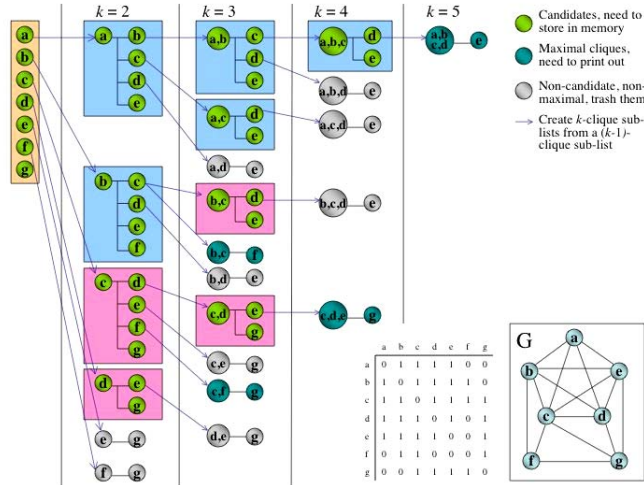 k = 2
k = 3
k = 4
k = 5
a
b
c
d
e
f
g
a b
c
d
e
b c
d
e
f
c d
e
f
g
d e
g
e g
f g
a,b c
d
e
a,c d
e
a,d e
b,c d
e
b,c f
b,d e
c,d e
g
c,e g
c,f g
d,e g
a,b,c d
e
a,b,d e
a,c,d e
b,c,d e
c,d,e g
a,b
c,d e
Candidates, need to
store in memory
Maximal cliques,
need to print out
Non-candidate, non-
maximal, trash them
Create k-clique sub-
lists from a (k-1)-
clique sub-list
a b c d e f g
a 0 1 1 1 1 0 0
b 1 0 1 1 1 1 0
c 1 1 0 1 1 1 1
d 1 1 1 0 1 0 1
e 1 1 1 1 0 0 1
f 0 1 1 0 0 0 1
g 0 0 1 1 1 1 0
G
a
b e
c d
f g